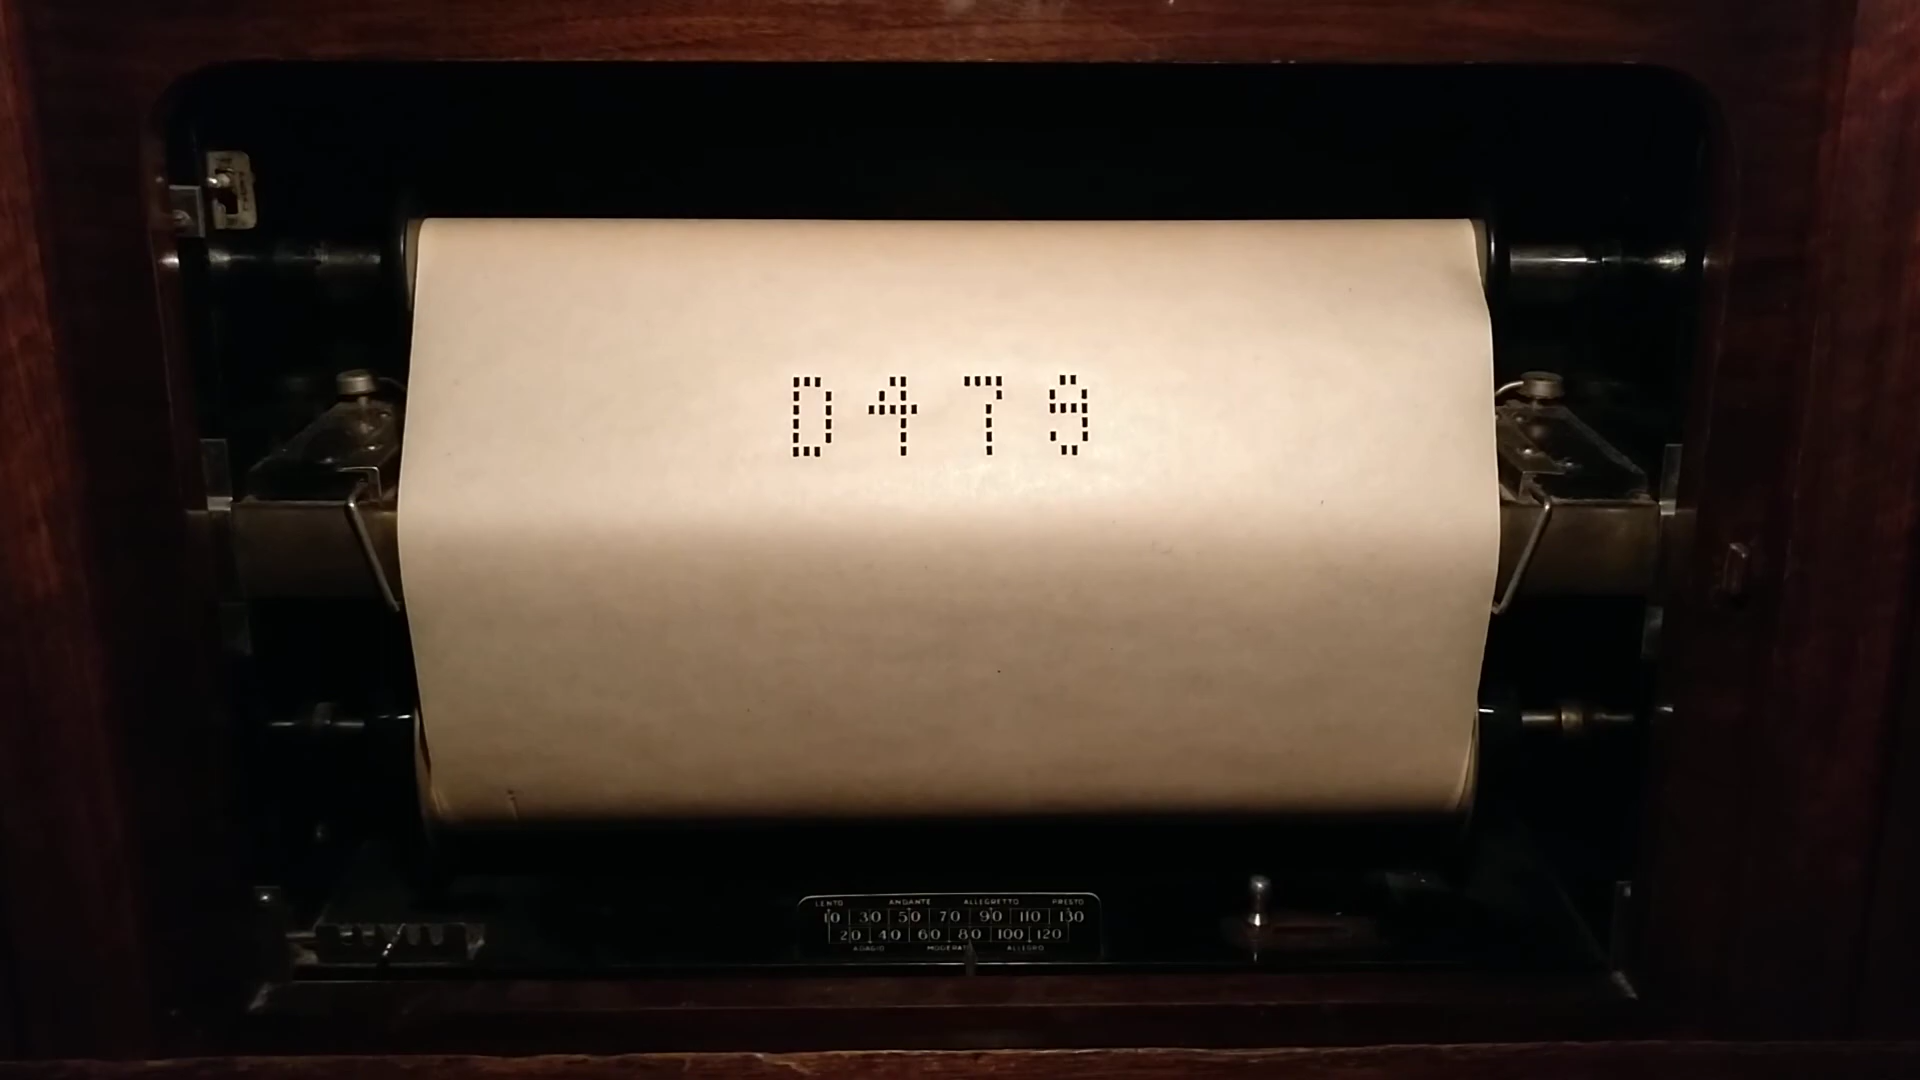 D479
LENTO ANDANTE ALLEGRETTO PRESTO
10 30 50 70 90 110 130
20 40 60 80 100 120
ADAGIO MODERATO ALLEGRO